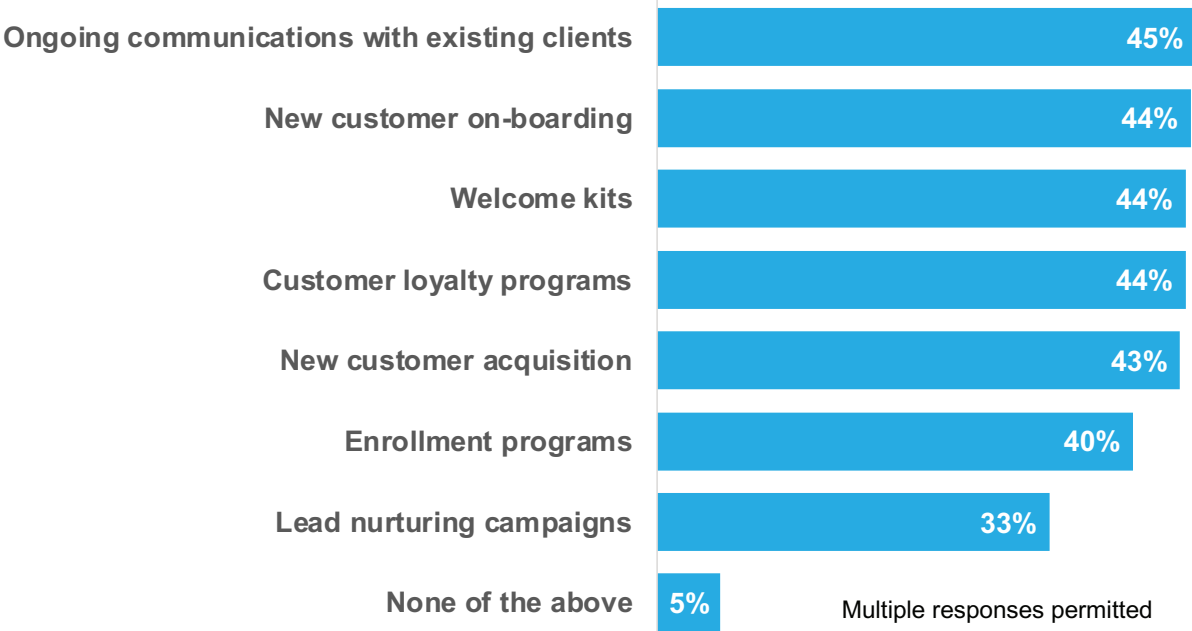 Ongoing communications with existing clients 45%
New customer on-boarding 44%
Welcome kits 44%
Customer loyalty programs 44%
New customer acquisition 43%
Enrollment programs 40%
Lead nurturing campaigns 33%
None of the above 5%
Multiple responses permitted